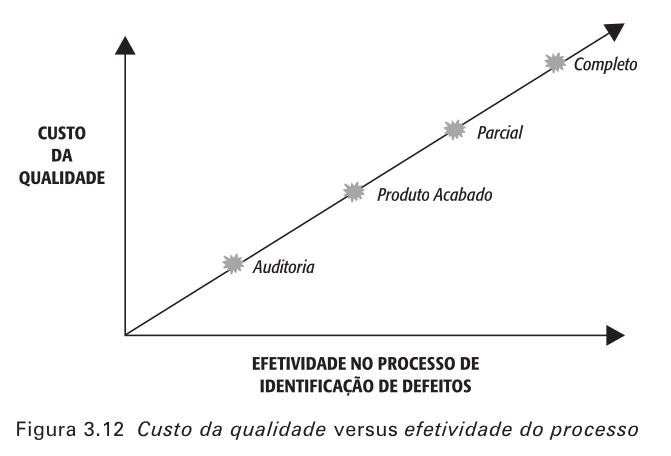 Completo
Parcial
CUSTO
DA
QUALIDADE
Produto Acabado
Auditoria
EFETIVIDADE NO PROCESSO DE
IDENTIFICAÇÃO DE DEFEITOS
Figura 3.12 Custo da qualidade versus efetividade do processo